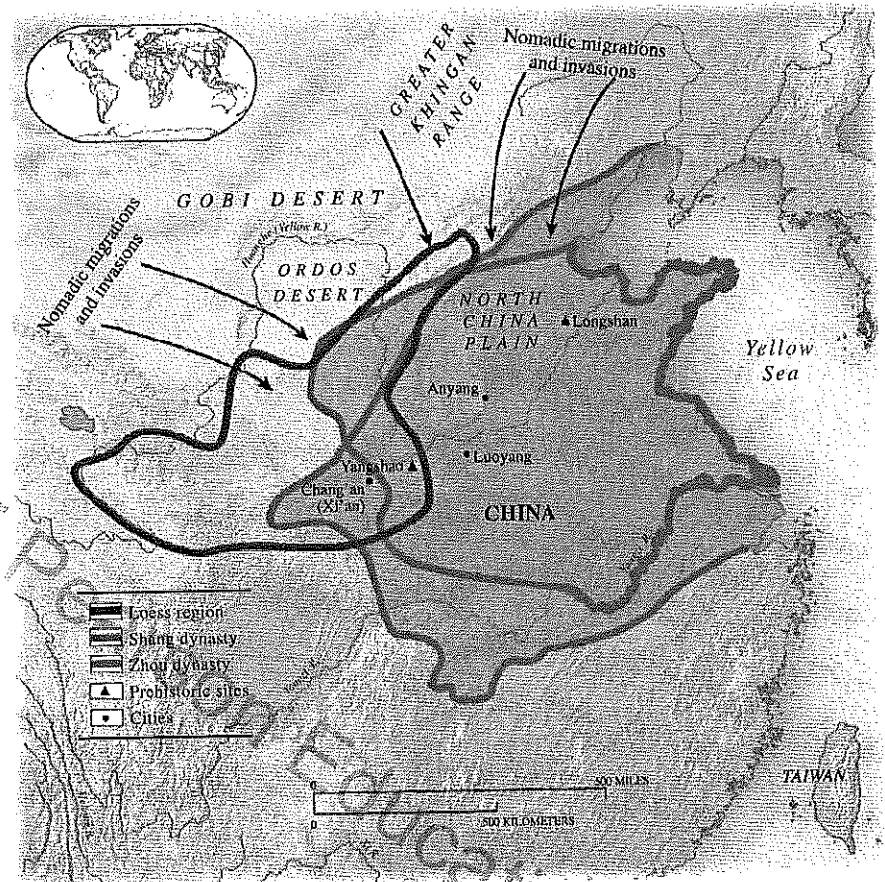 GREATER
KHINGAN
RANGE
Nomadic migrations
and invasions
GOBI DESERT
Huanghe (Yellow R.)
ORDOS
DESERT
Nomadic migrations
and invasions
NORTH
CHINA
PLAIN
Longshan
Yellow
Sea
Anyang
Luoyang
Yangshao
Chang an
(Xi'an)
CHINA
Loess region
Shang dynasty
Zhou dynasty
Prehistoric sites
Cities
0
500 MILES
0
500 KILOMETERS
TAIWAN